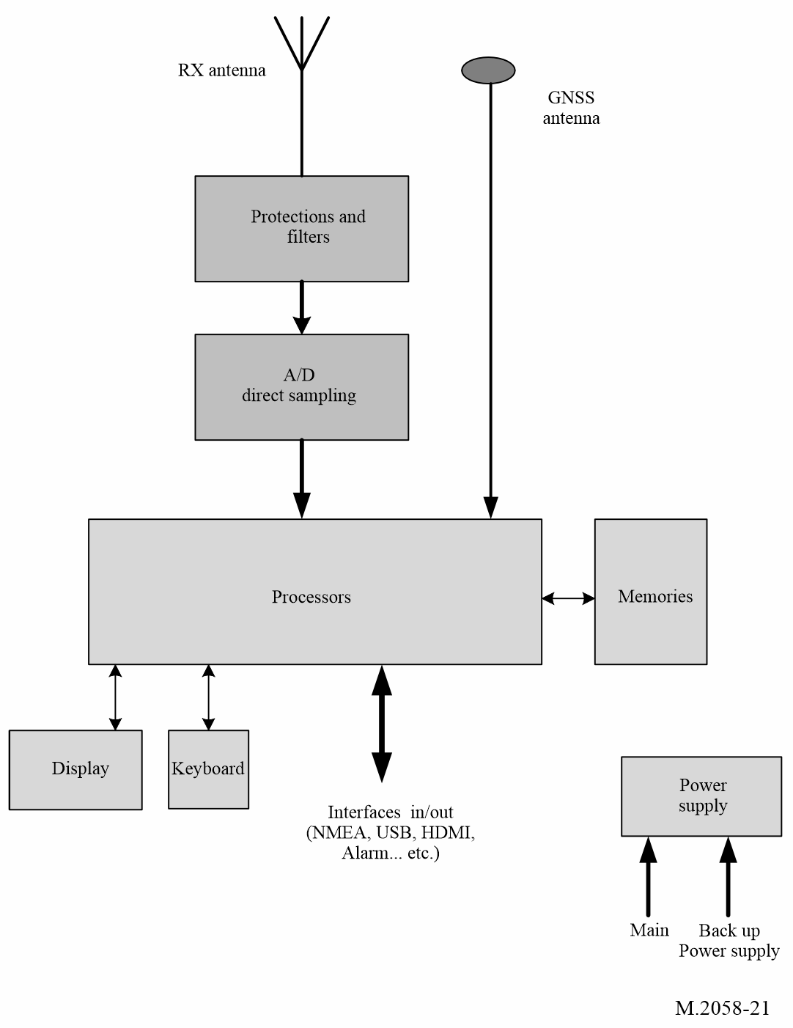 RX antenna
GNSS
antenna
Protections and
filters
A/D
direct sampling
Processors
Memories
Display
Keyboard
Interfaces in/out
(NMEA, USB, HDMI,
Alarm... etc.)
Power
supply
Main
Back up
Power supply
M.2058-21